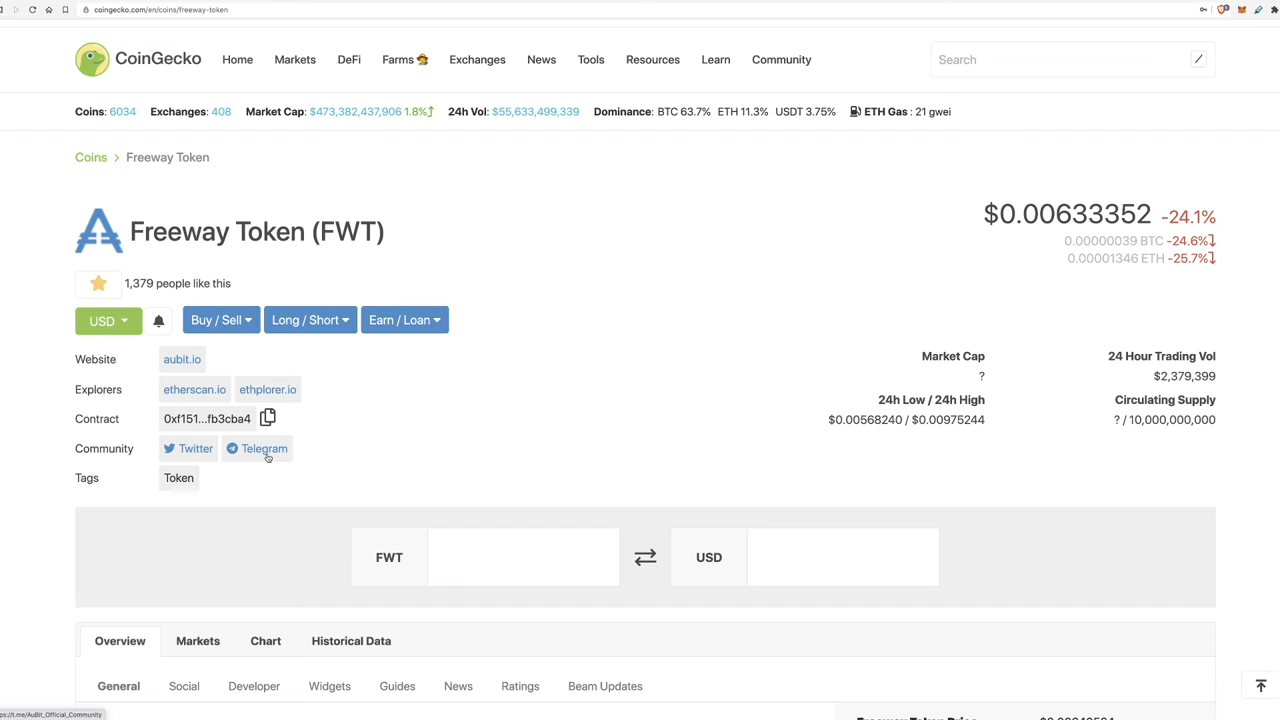 coingecko.com/en/coins/freeway-token
CoinGecko Home Markets DeFi Farms Exchanges News Tools Resources Learn Community Search /
Coins: 6034 Exchanges: 408 Market Cap: $473,382,437,906 1.8% 24h Vol: $55,633,499,339 Dominance: BTC 63.7% ETH 11.3% USDT 3.75% ETH Gas : 21 gwei
Coins > Freeway Token
Freeway Token (FWT)
$0.00633352 -24.1%
0.00000039 BTC -24.6%
0.00001346 ETH -25.7%
1,379 people like this
USD Buy / Sell Long / Short Earn / Loan
Website aubit.io
Explorers etherscan.io ethplorer.io
Contract 0xf151...fb3cba4
Community Twitter Telegram
Tags Token
Market Cap 24 Hour Trading Vol
? $2,379,399
24h Low / 24h High Circulating Supply
$0.00568240 / $0.00975244 ? / 10,000,000,000
FWT USD
Overview Markets Chart Historical Data
General Social Developer Widgets Guides News Ratings Beam Updates
ps://t.me/AuBit_Official_Community
Freeway Token Price